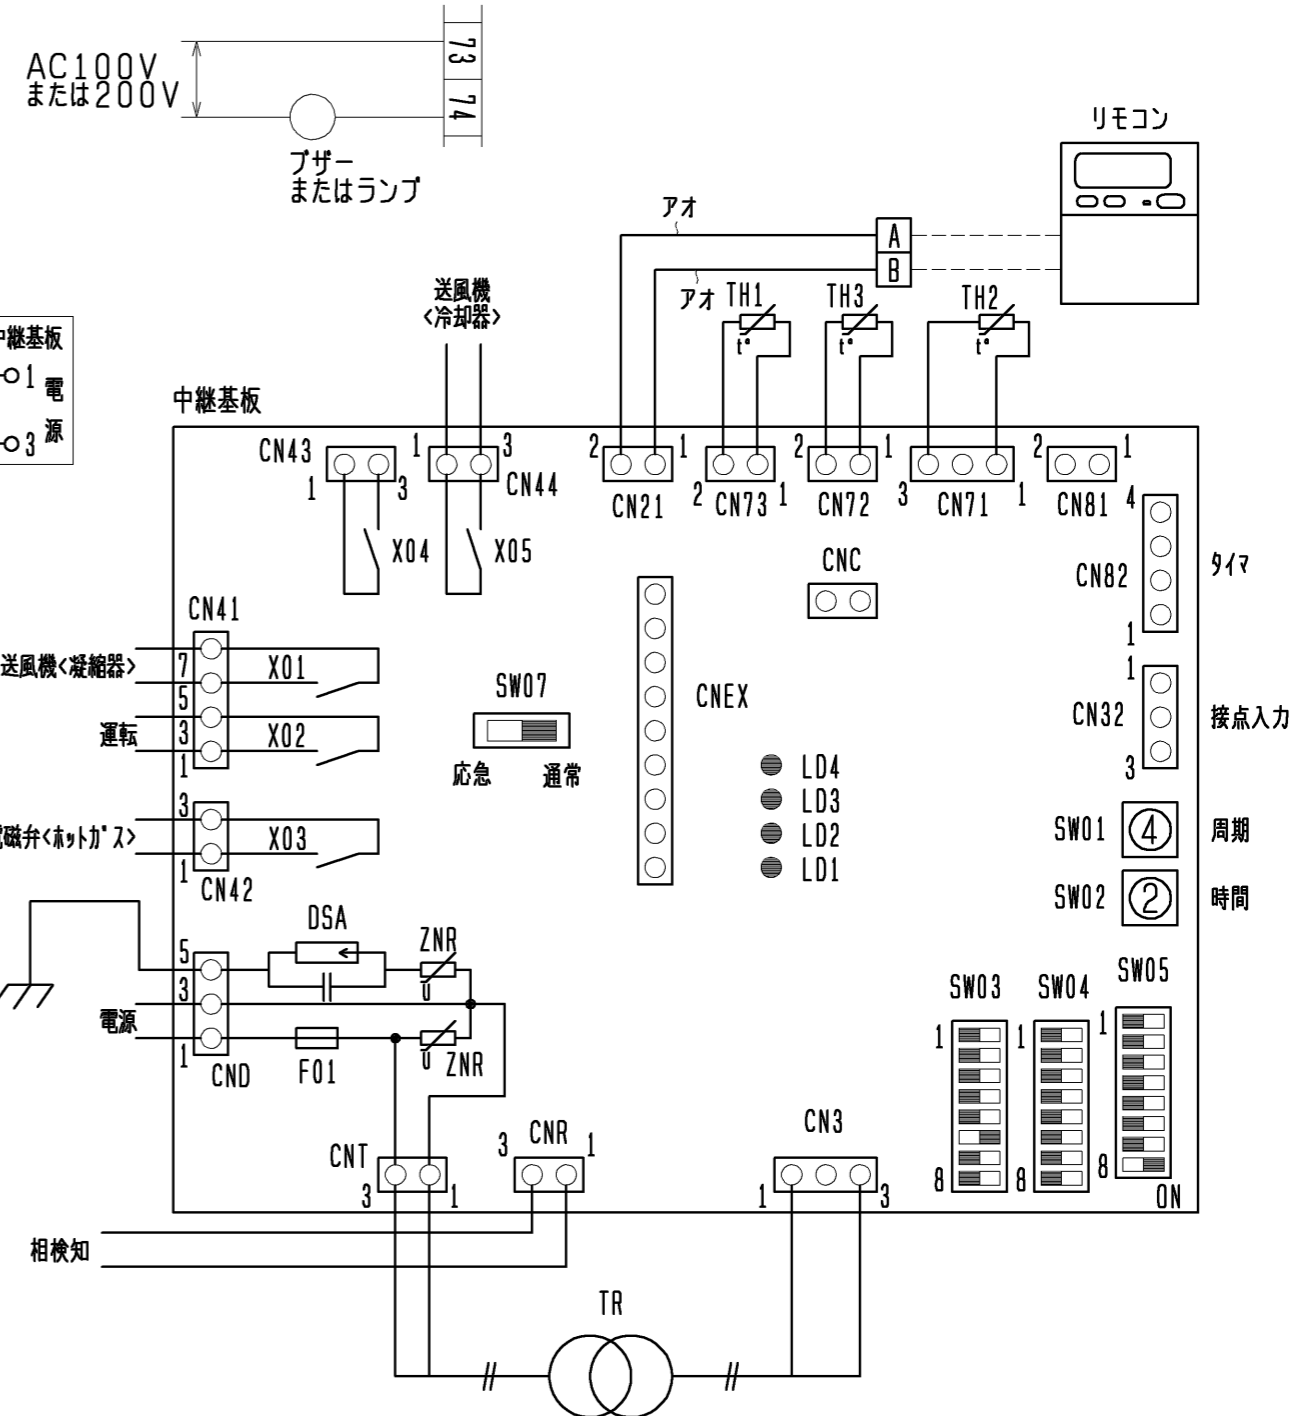 AC100V
または200V
73
74
ブザー
またはランプ
リモコン
アオ
A
B
アオ
送風機
<冷却器>
TH1
t°
TH3
t°
TH2
t°
中継基板
1
電
源
3
中継基板
CN43
1
3
1
3
CN44
2
1
CN21
2
CN73
1
2
1
CN72
3
CN71
1
2
1
CN81
4
CN82
1
タイマ
X04
X05
CNC
CN41
送風機<凝縮器>
7
X01
5
運転
3
X02
1
SW07
応急
通常
CNEX
LD4
LD3
LD2
LD1
1
CN32
3
接点入力
電磁弁<ホットガス>
3
X03
1
CN42
SW01
4
周期
SW02
2
時間
DSA
ZNR
U
5
3
電源
1
CND
F01
U
ZNR
SW03
1
8
SW04
1
8
SW05
1
8
ON
CNT
3
1
3
CNR
1
CN3
1
3
相検知
TR